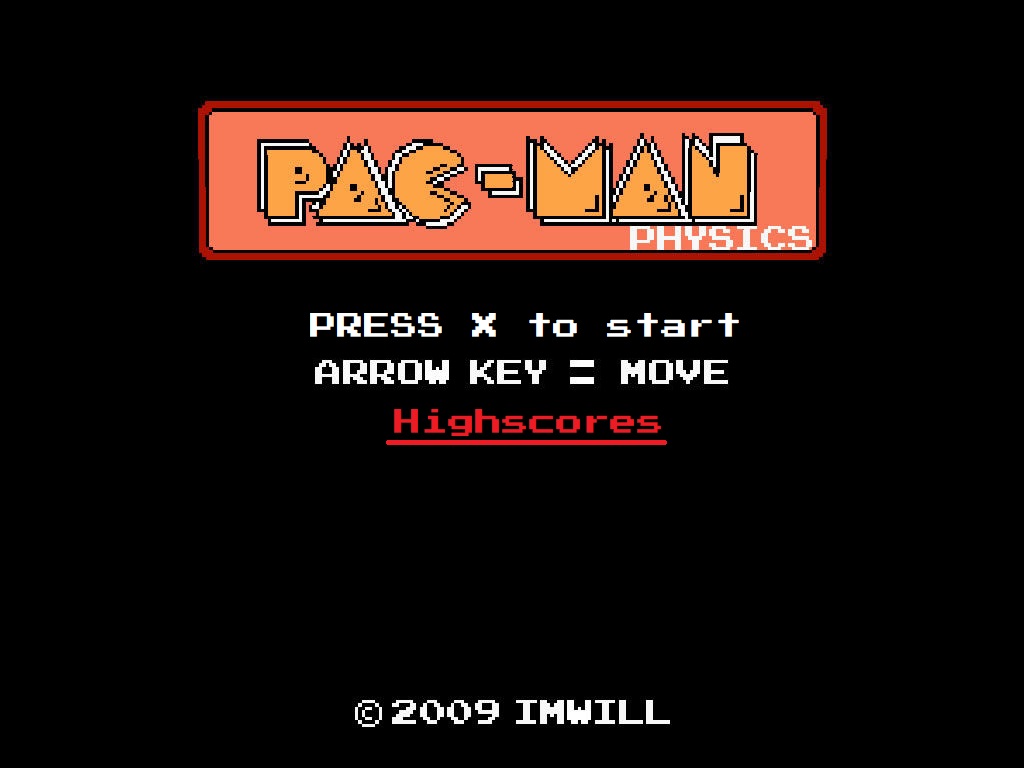 PAC-MAN
PHYSICS
PRESS X to start
ARROW KEY = MOVE
Highscores
© 2009 IMWILL